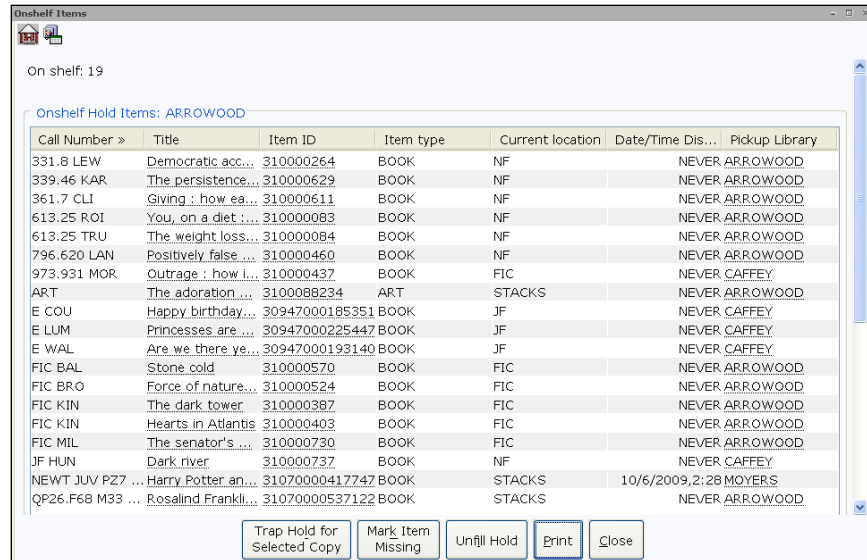 Onshelf Items
On shelf: 19
Onshelf Hold Items: ARROWOOD
Call Number » Title Item ID Item type Current location Date/Time Dis... Pickup Library
331.8 LEW Democratic acc... 310000264 BOOK NF NEVER ARROWOOD
339.46 KAR The persistence... 310000629 BOOK NF NEVER ARROWOOD
361.7 CLI Giving : how ea... 310000611 BOOK NF NEVER ARROWOOD
613.25 ROI You, on a diet :... 310000083 BOOK NF NEVER ARROWOOD
613.25 TRU The weight loss... 310000084 BOOK NF NEVER ARROWOOD
796.620 LAN Positively false ... 310000460 BOOK NF NEVER ARROWOOD
973.931 MOR Outrage : how i... 310000437 BOOK FIC NEVER CAFFEY
ART The adoration ... 3100088234 ART STACKS NEVER ARROWOOD
E COU Happy birthday... 30947000185351 BOOK JF NEVER CAFFEY
E LUM Princesses are ... 30947000225447 BOOK JF NEVER CAFFEY
E WAL Are we there ye... 30947000193140 BOOK JF NEVER CAFFEY
FIC BAL Stone cold 310000570 BOOK FIC NEVER ARROWOOD
FIC BRO Force of nature... 310000524 BOOK FIC NEVER ARROWOOD
FIC KIN The dark tower 310000387 BOOK FIC NEVER ARROWOOD
FIC KIN Hearts in Atlantis 310000403 BOOK FIC NEVER ARROWOOD
FIC MIL The senator's ... 310000730 BOOK FIC NEVER ARROWOOD
JF HUN Dark river 310000737 BOOK NF NEVER CAFFEY
NEWT JUV PZ7 ... Harry Potter an... 31070000417747 BOOK STACKS 10/6/2009,2:28 MOYERS
QP26.F68 M33 ... Rosalind Frankli... 31070000537122 BOOK STACKS NEVER ARROWOOD
Trap Hold for Selected Copy Mark Item Missing Unfill Hold Print Close